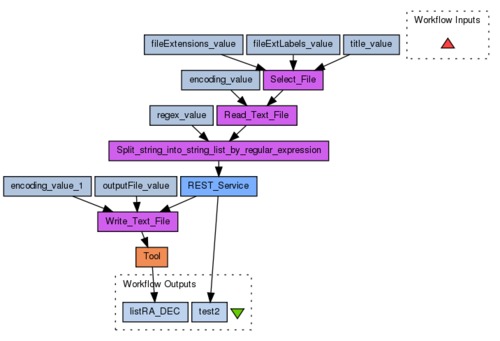 Workflow Inputs
fileExtensions_value fileExtLabels_value title_value
encoding_value Select_File
regex_value Read_Text_File
Split_string_into_string_list_by_regular_expression
encoding_value_1 outputFile_value REST_Service
Write_Text_File
Tool
Workflow Outputs
listRA_DEC test2